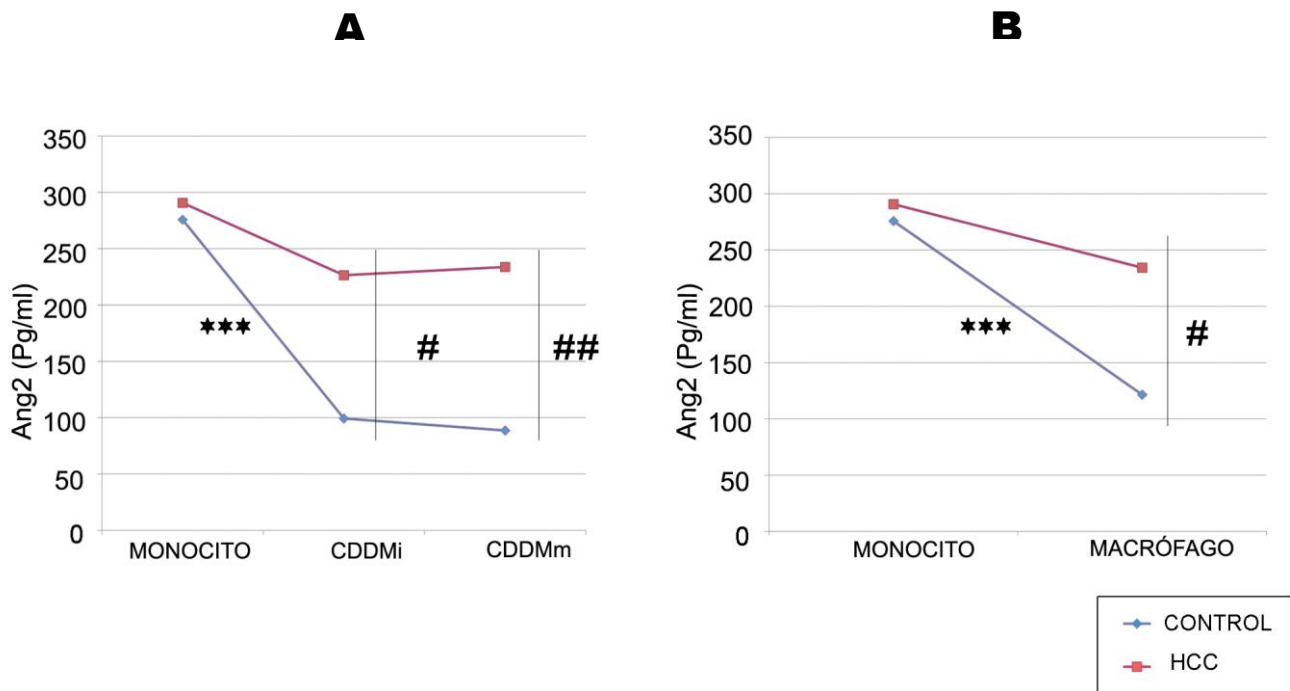 A
B
Ang2 (Pg/ml)
350
300
250
200
150
100
50
0
***
#
##
MONOCITO CDDMi CDDMm
Ang2 (Pg/ml)
350
300
250
200
150
100
50
0
***
#
MONOCITO MACRÓFAGO
CONTROL
HCC